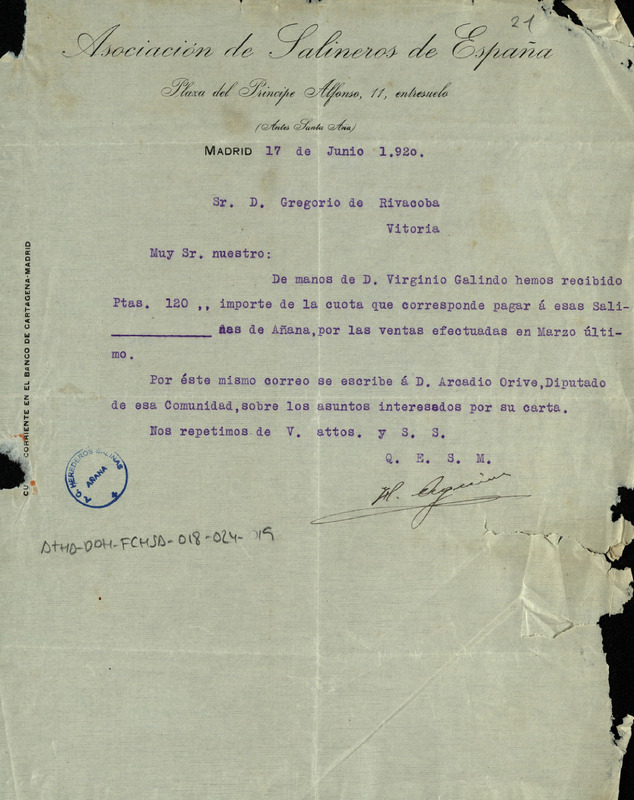 21
Asociación de Salineros de España
Plaza del Príncipe Alfonso, 11, entresuelo
(Antes Santa Ana)
MADRID 17 de Junio 1.920.
Sr. D. Gregorio de Rivacoba
Vitoria
Muy Sr. nuestro:
De manos de D. Virginio Galindo hemos recibido
Ptas. 120 ,, importe de la cuota que corresponde pagar á esas Sali-
nas de Añana,por las ventas efectuadas en Marzo últi-
mo.
Por éste mismo correo se escribe á D. Arcadio Orive,Diputado
de esa Comunidad,sobre los asuntos interesados por su carta.
Nos repetimos de V. attos. y S. S.
Q. E. S. M.
CORRIENTE EN EL BANCO DE CARTAGENA-MADRID
HEREDEROS SALINAS
AÑANA
ATHA-DAH-FCHSA-018-024-019